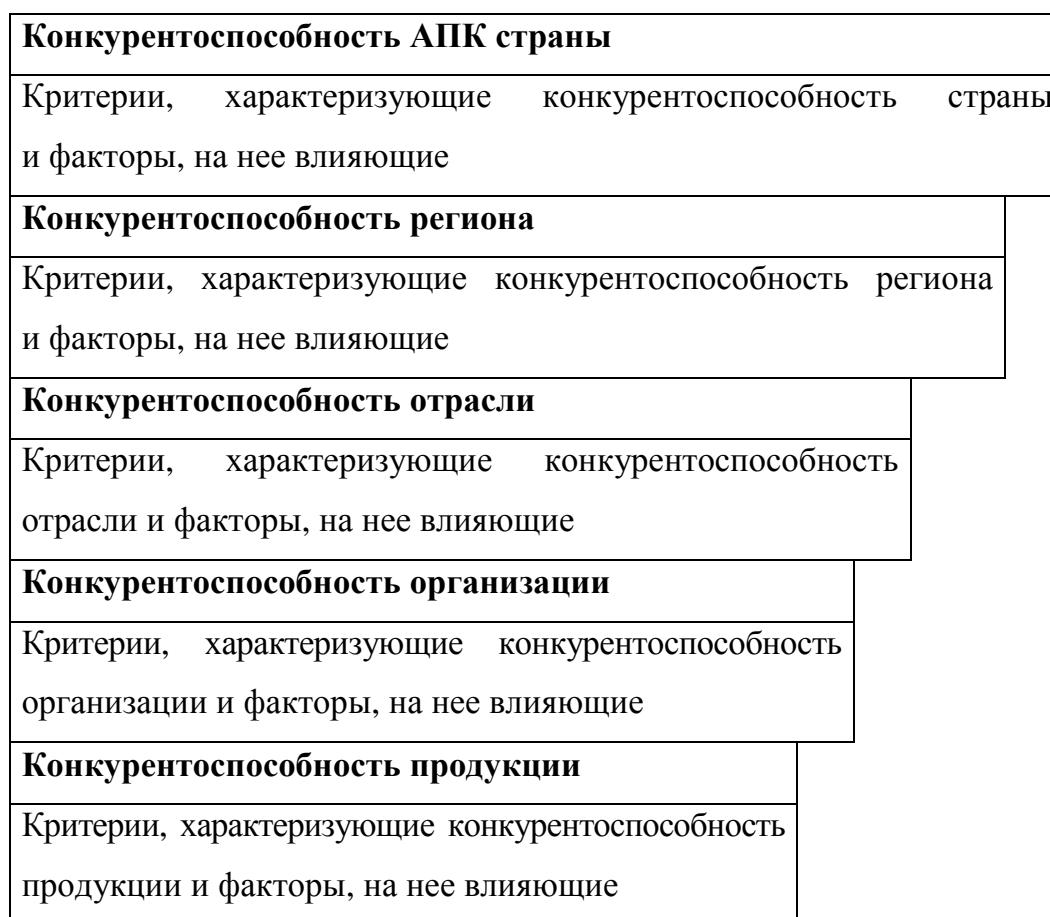 Конкурентоспособность АПК страны
Критерии, характеризующие конкурентоспособность страны
и факторы, на нее влияющие
Конкурентоспособность региона
Критерии, характеризующие конкурентоспособность региона
и факторы, на нее влияющие
Конкурентоспособность отрасли
Критерии, характеризующие конкурентоспособность
отрасли и факторы, на нее влияющие
Конкурентоспособность организации
Критерии, характеризующие конкурентоспособность
организации и факторы, на нее влияющие
Конкурентоспособность продукции
Критерии, характеризующие конкурентоспособность
продукции и факторы, на нее влияющие